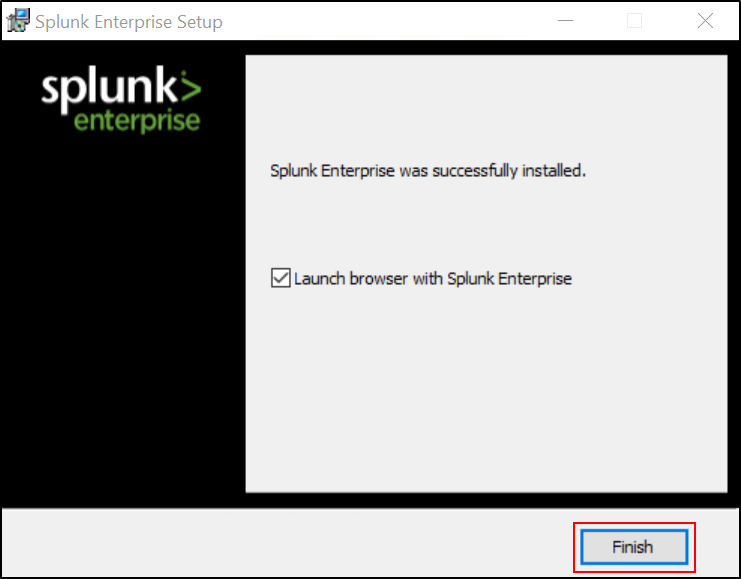 Splunk Enterprise Setup
splunk>
enterprise
Splunk Enterprise was successfully installed.
Launch browser with Splunk Enterprise
Finish